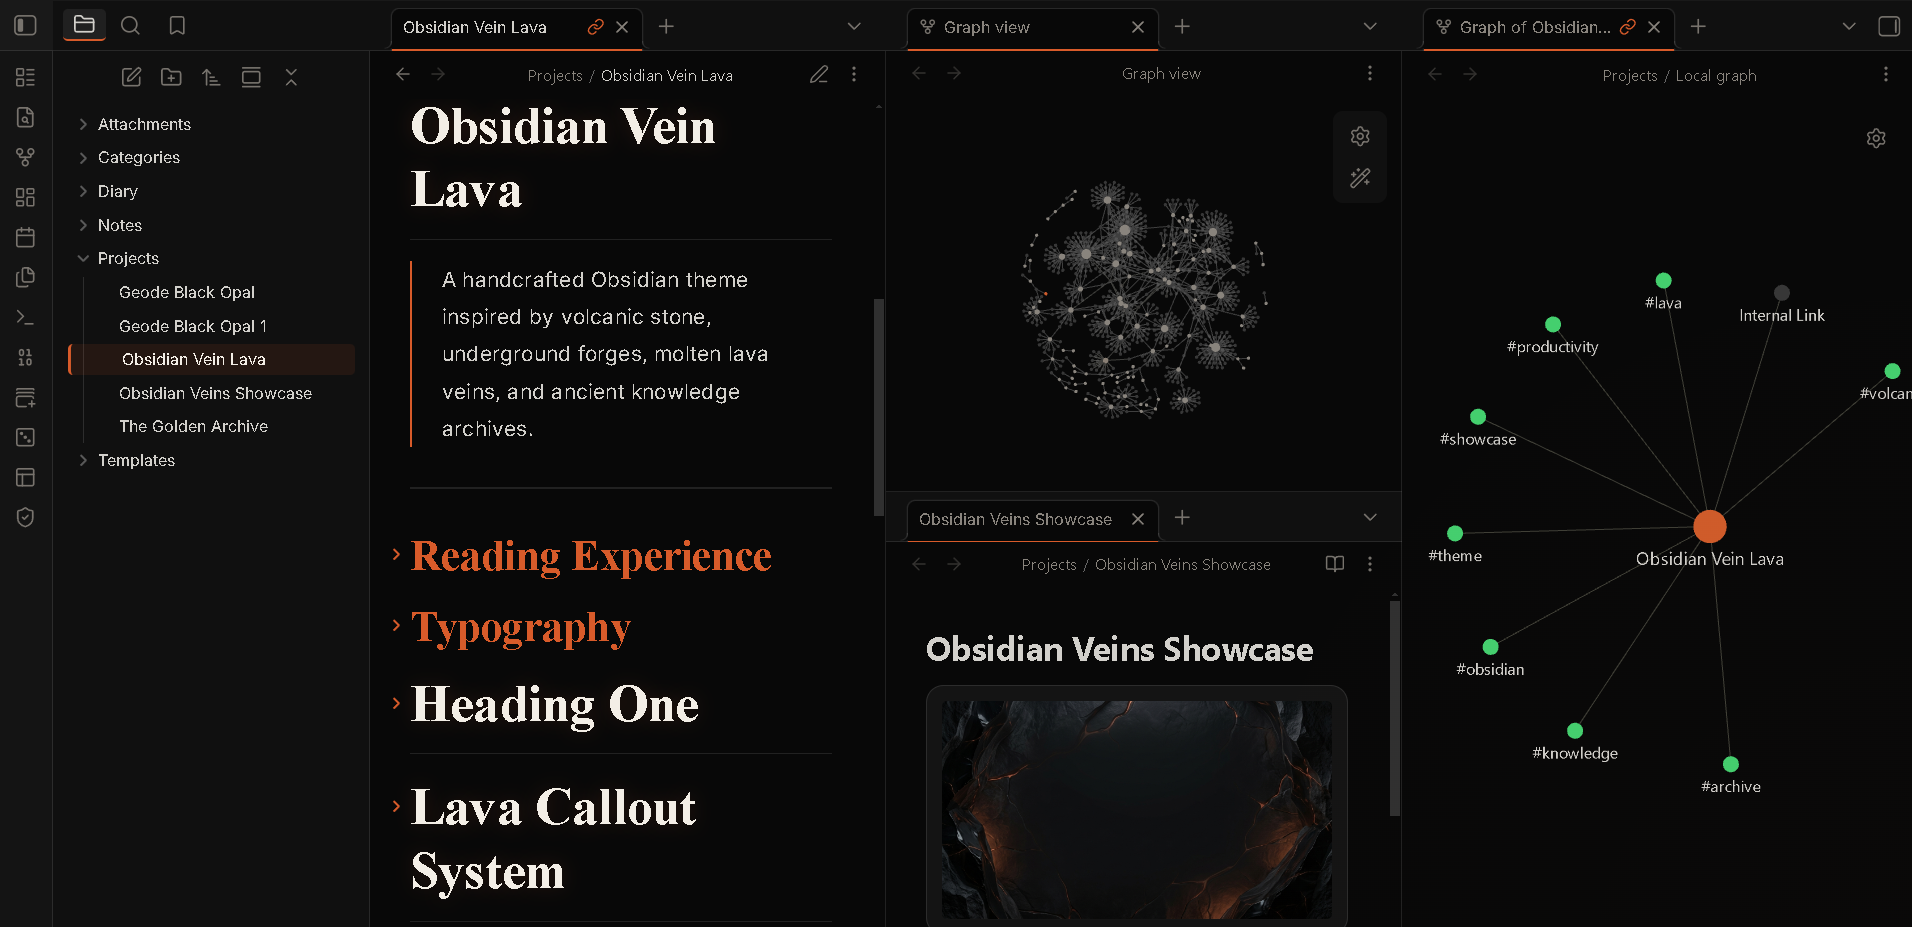 Obsidian Vein Lava
Graph view
Graph of Obsidian...
Attachments
Categories
Diary
Notes
Projects
Geode Black Opal
Geode Black Opal 1
Obsidian Vein Lava
Obsidian Veins Showcase
The Golden Archive
Templates
Projects / Obsidian Vein Lava
Obsidian Vein
Lava
A handcrafted Obsidian theme
inspired by volcanic stone,
underground forges, molten lava
veins, and ancient knowledge
archives.
Reading Experience
Typography
Heading One
Lava Callout
System
Graph view
Obsidian Veins Showcase
Projects / Obsidian Veins Showcase
Obsidian Veins Showcase
Projects / Local graph
#lava
Internal Link
#productivity
#volcan
#showcase
#theme
Obsidian Vein Lava
#obsidian
#knowledge
#archive